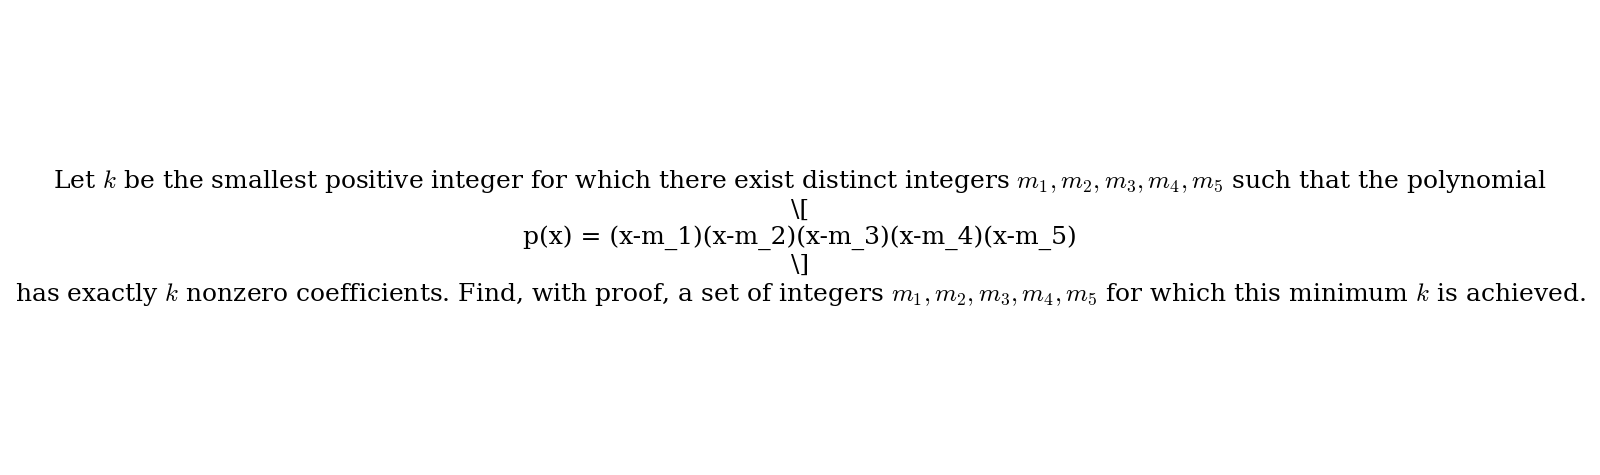 Let $k$ be the smallest positive integer for which there exist distinct integers $m_1, m_2, m_3, m_4, m_5$ such that the polynomial
\[
p(x) = (x-m_1)(x-m_2)(x-m_3)(x-m_4)(x-m_5)
\]
has exactly $k$ nonzero coefficients. Find, with proof, a set of integers $m_1, m_2, m_3, m_4, m_5$ for which this minimum $k$ is achieved.